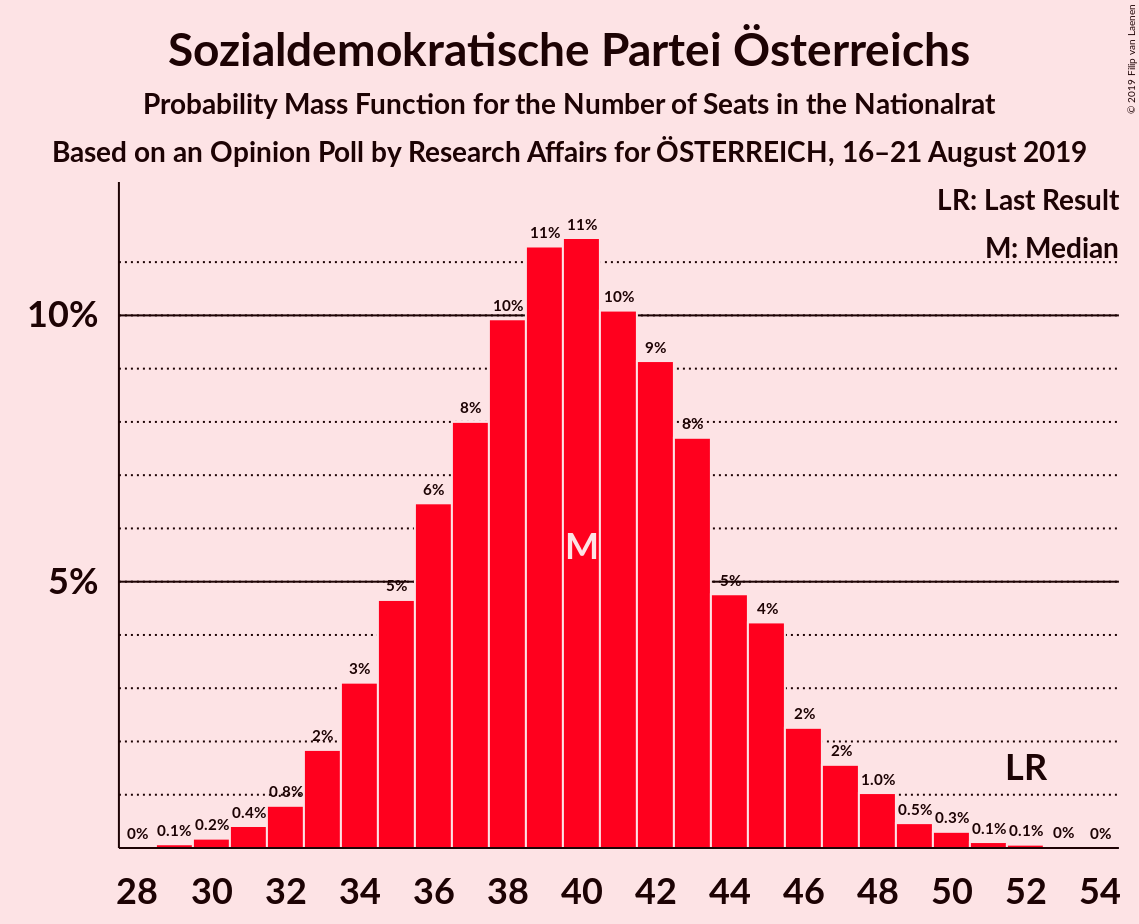 Sozialdemokratische Partei Österreichs
Probability Mass Function for the Number of Seats in the Nationalrat
Based on an Opinion Poll by Research Affairs for ÖSTERREICH, 16–21 August 2019
© 2019 Filip van Laenen
LR: Last Result
M: Median
10%
5%
0% 0.1% 0.2% 0.4% 0.8% 2% 3% 5% 6% 8% 10% 11% 11% 10% 9% 8% 5% 4% 2% 2% 1.0% 0.5% 0.3% 0.1% 0.1% 0% 0%
M
LR
28 30 32 34 36 38 40 42 44 46 48 50 52 54